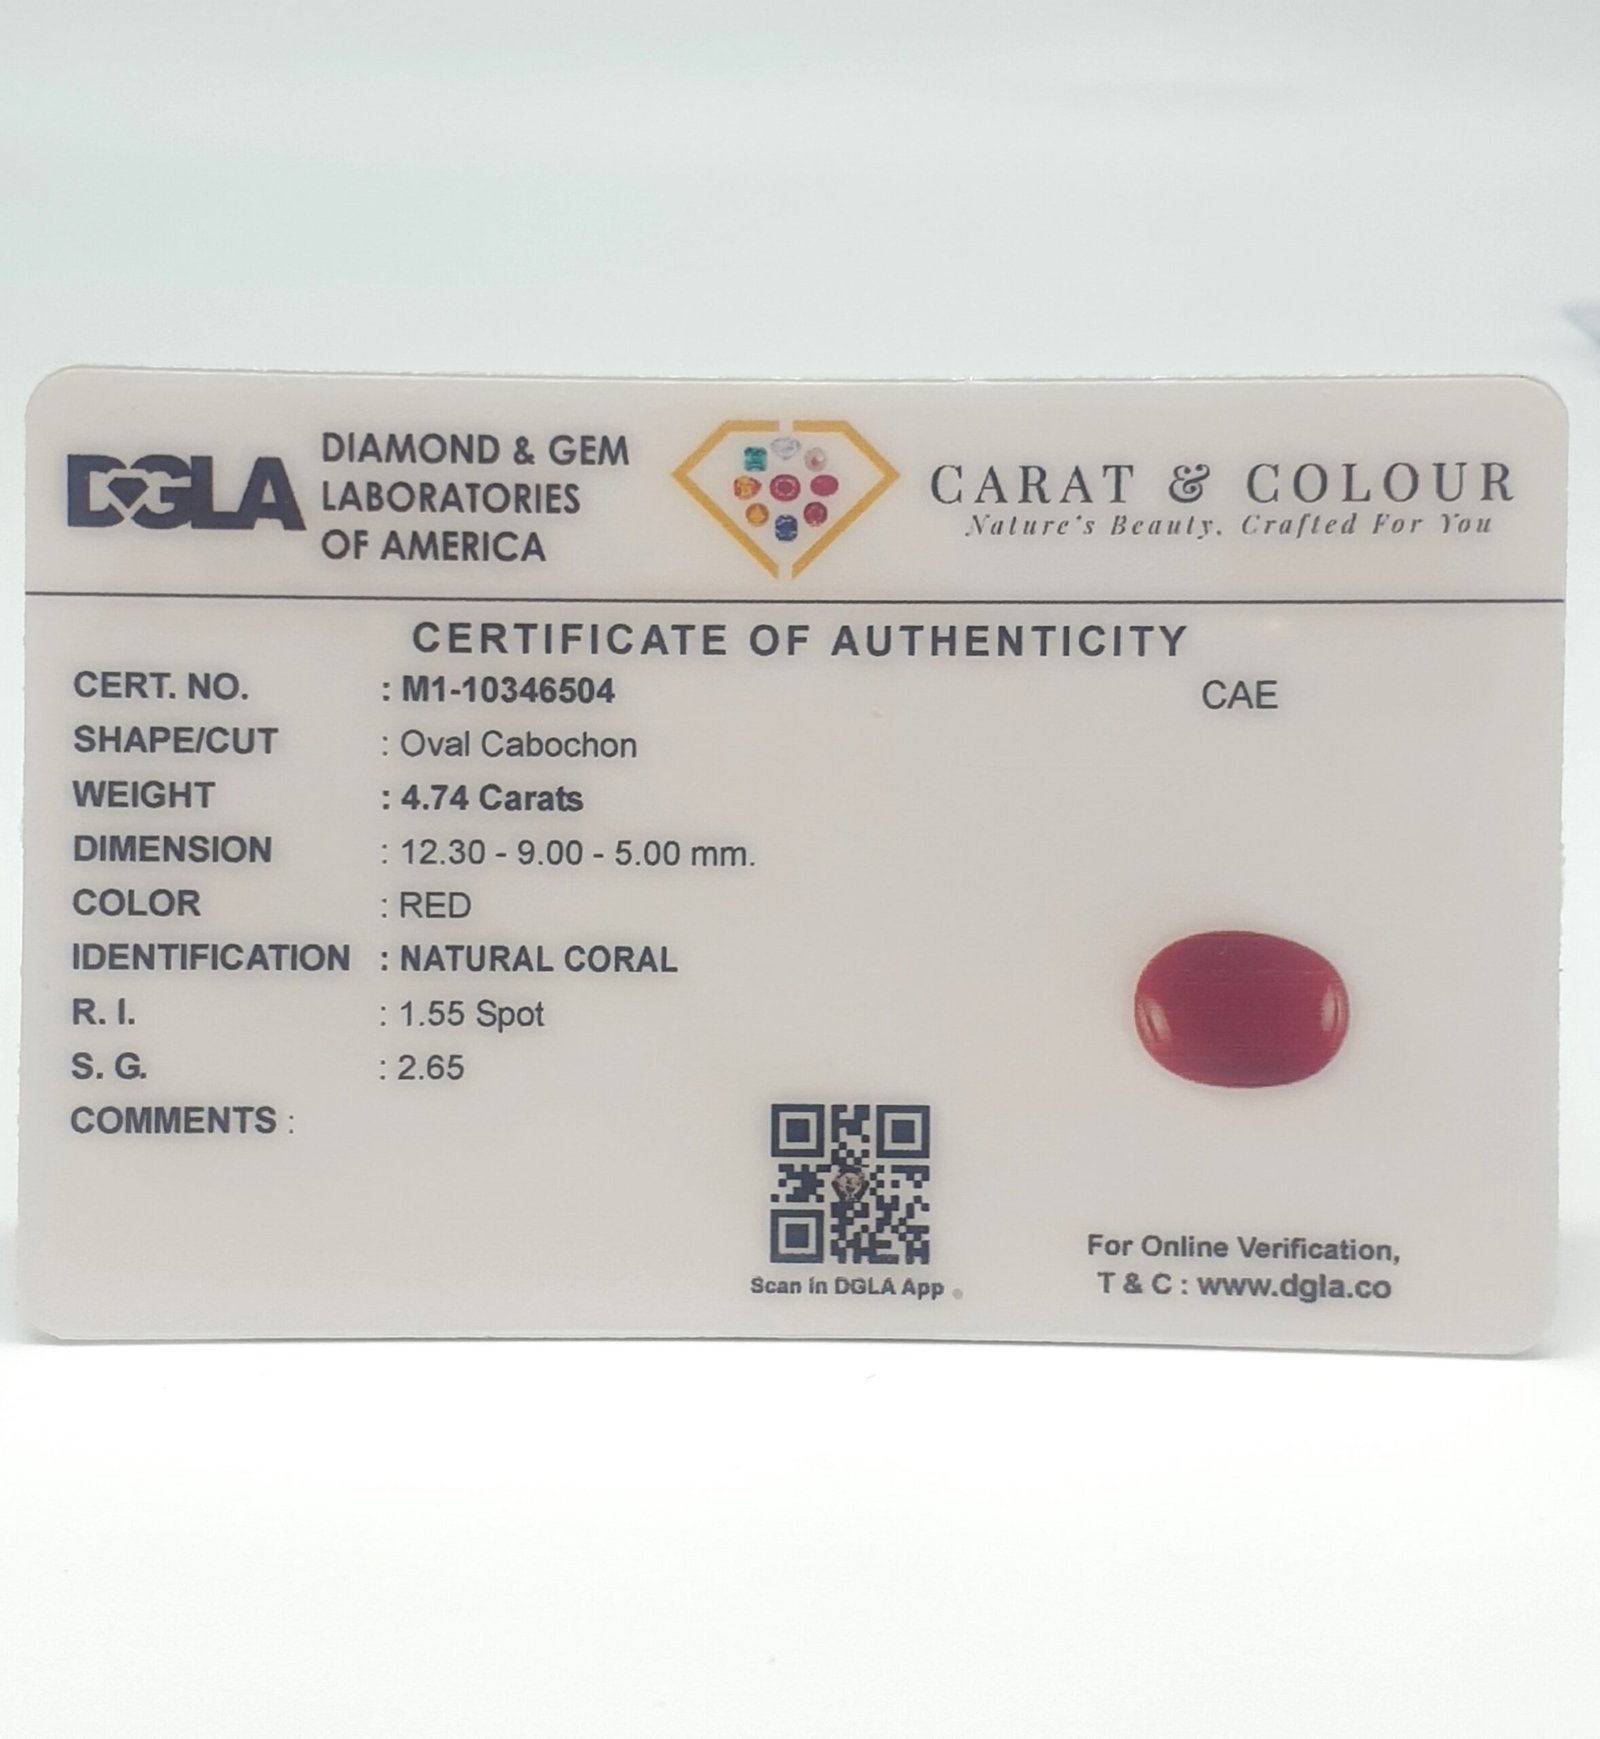 DGLA
DIAMOND & GEM
LABORATORIES
OF AMERICA
CARAT & COLOUR
Nature's Beauty, Crafted For You
CERTIFICATE OF AUTHENTICITY
CERT. NO. : M1-10346504
CAE
SHAPE/CUT : Oval Cabochon
WEIGHT : 4.74 Carats
DIMENSION : 12.30 - 9.00 - 5.00 mm.
COLOR : RED
IDENTIFICATION : NATURAL CORAL
R. I. : 1.55 Spot
S. G. : 2.65
COMMENTS :
Scan in DGLA App
For Online Verification,
T & C : www.dgla.co